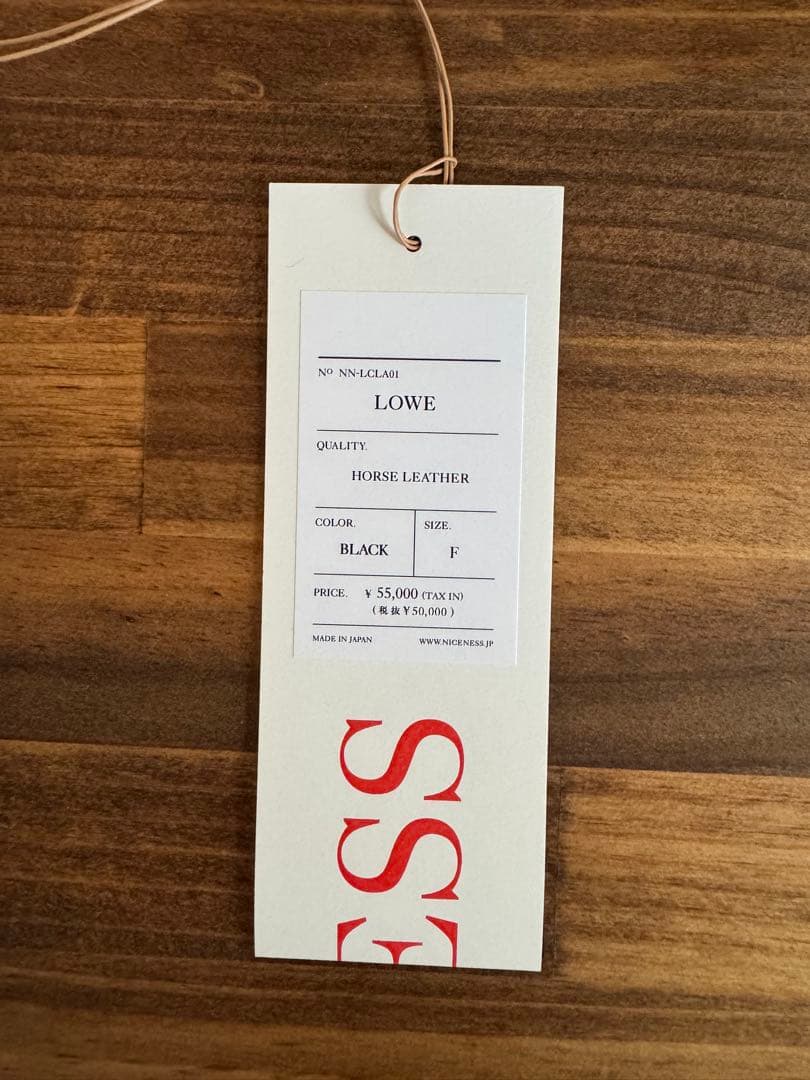 Nº NN-LCLA01
LOWE
QUALITY.
HORSE LEATHER
COLOR. SIZE.
BLACK F
PRICE. ¥ 55,000 (TAX IN)
(税抜¥50,000)
MADE IN JAPAN WWW.NICENESS.JP
ESS